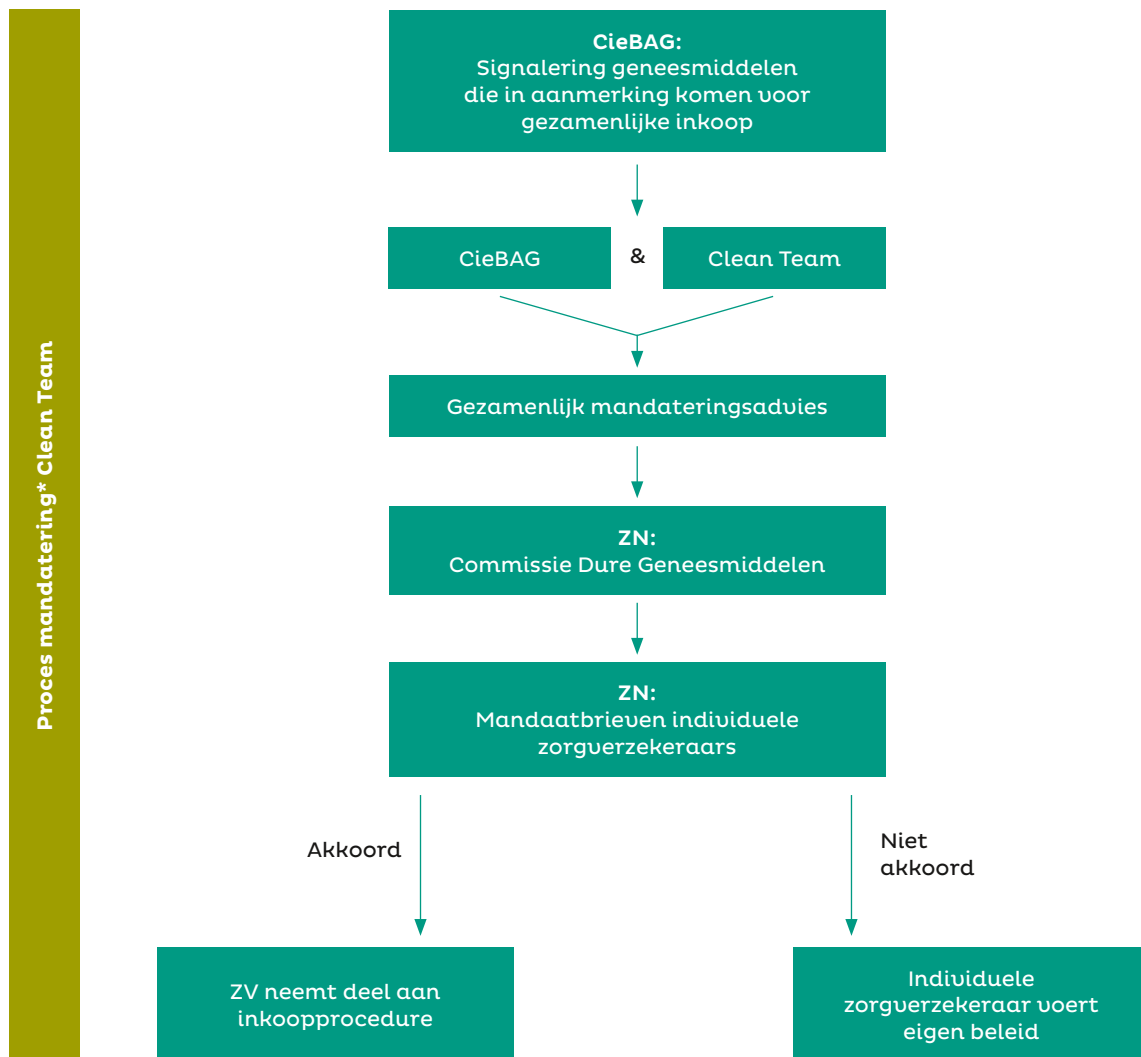 Proces mandatering* Clean Team
CieBAG:
Signalering geneesmiddelen
die in aanmerking komen voor
gezamenlijke inkoop
CieBAG
&
Clean Team
Gezamenlijk mandateringsadvies
ZN:
Commissie Dure Geneesmiddelen
ZN:
Mandaatbrieven individuele
zorgverzekeraars
Akkoord
Niet
akkoord
ZV neemt deel aan
inkoopprocedure
Individuele
zorgverzekeraar voert
eigen beleid